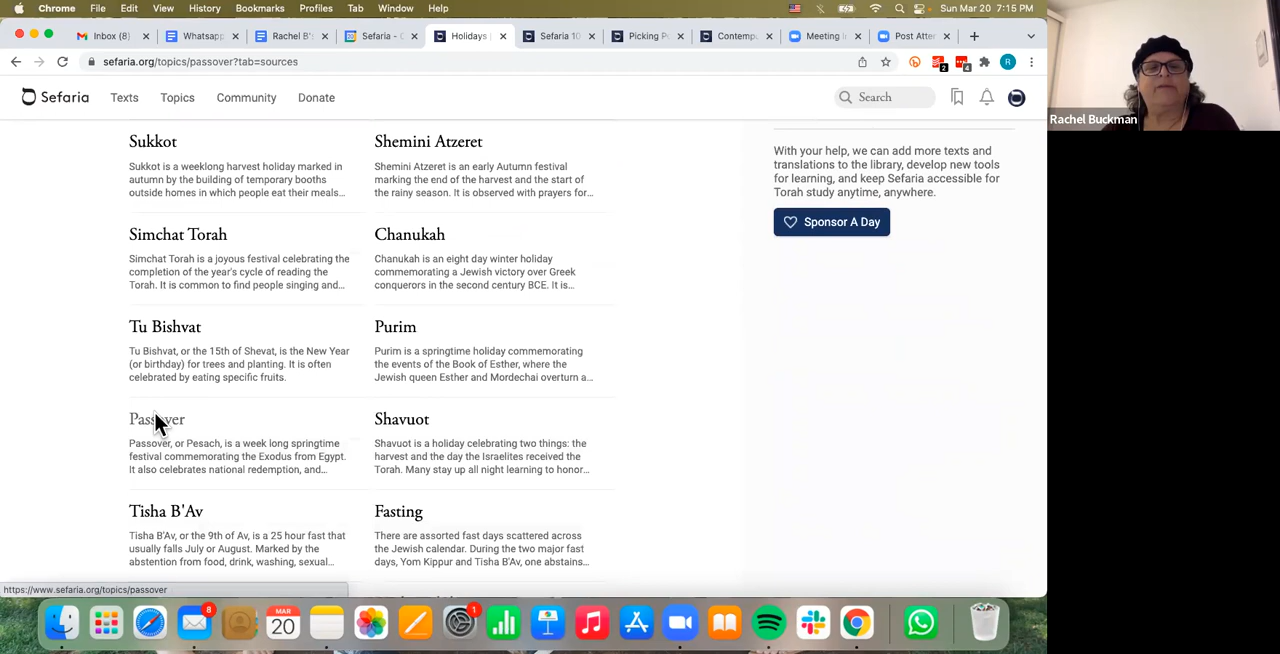 Chrome File Edit View History Bookmarks Profiles Tab Window Help Sun Mar 20 7:15 PM
Inbox (8) Whatsapp Rachel B's Sefaria - C Holidays Sefaria 10 Picking P Contemp Meeting i Post Atte
sefaria.org/topics/passover?tab=sources 2 4 R
Sefaria Texts Topics Community Donate Search
Rachel Buckman
Sukkot
Sukkot is a weeklong harvest holiday marked in
autumn by the building of temporary booths
outside homes in which people eat their meals…
Shemini Atzeret
Shemini Atzeret is an early Autumn festival
marking the end of the harvest and the start of
the rainy season. It is observed with prayers for…
Simchat Torah
Simchat Torah is a joyous festival celebrating the
completion of the year's cycle of reading the
Torah. It is common to find people singing and…
Chanukah
Chanukah is an eight day winter holiday
commemorating a Jewish victory over Greek
conquerors in the second century BCE. It is…
Tu Bishvat
Tu Bishvat, or the 15th of Shevat, is the New Year
(or birthday) for trees and planting. It is often
celebrated by eating specific fruits.
Purim
Purim is a springtime holiday commemorating
the events of the Book of Esther, where the
Jewish queen Esther and Mordechai overturn a…
Passover
Passover, or Pesach, is a week long springtime
festival commemorating the Exodus from Egypt.
It also celebrates national redemption, and…
Shavuot
Shavuot is a holiday celebrating two things: the
harvest and the day the Israelites received the
Torah. Many stay up all night learning to honor…
Tisha B'Av
Tisha B'Av, or the 9th of Av, is a 25 hour fast that
usually falls July or August. Marked by the
abstention from food, drink, washing, sexual…
Fasting
There are assorted fast days scattered across
the Jewish calendar. During the two major fast
days, Yom Kippur and Tisha B'Av, one abstains…
With your help, we can add more texts and
translations to the library, develop new tools
for learning, and keep Sefaria accessible for
Torah study anytime, anywhere.
Sponsor A Day
https://www.sefaria.org/topics/passover
8 MAR 20 1